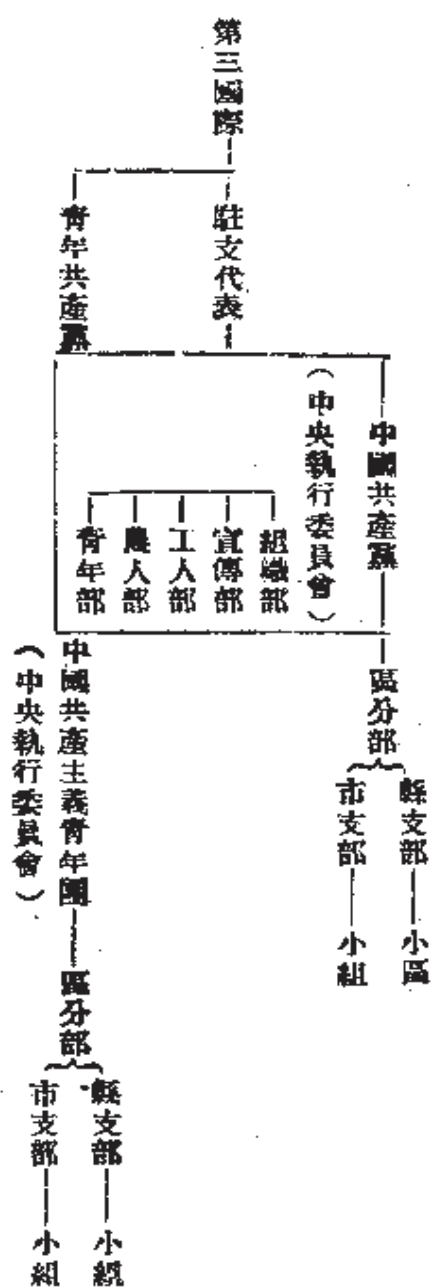 第三國際
駐支代表
青年共產黨
中國共產黨
（中央執行委員會）
組織部
宣傳部
工人部
農人部
青年部
區分部
縣支部
小區
市支部
小組
中國共產主義青年團
（中央執行委員會）
區分部
縣支部
小組
市支部
小組